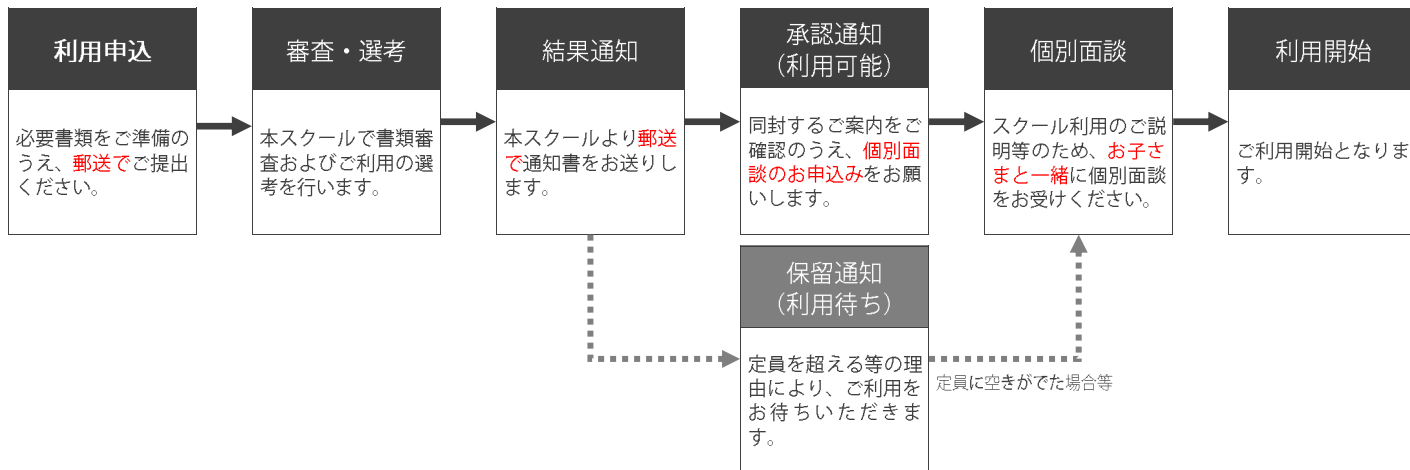 利用申込
必要書類をご準備の
うえ、郵送でご提出
ください。
審査・選考
本スクールで書類審
査およびご利用の選
考を行います。
結果通知
本スクールより郵送
で通知書をお送りし
ます。
承認通知
（利用可能）
同封するご案内をご
確認のうえ、個別面
談のお申込みをお願
いします。
個別面談
スクール利用のご説
明等のため、お子さ
まと一緒に個別面談
をお受けください。
利用開始
ご利用開始となりま
す。
保留通知
（利用待ち）
定員を超える等の理
由により、ご利用を
お待ちいただきま
す。
定員に空きがでた場合等